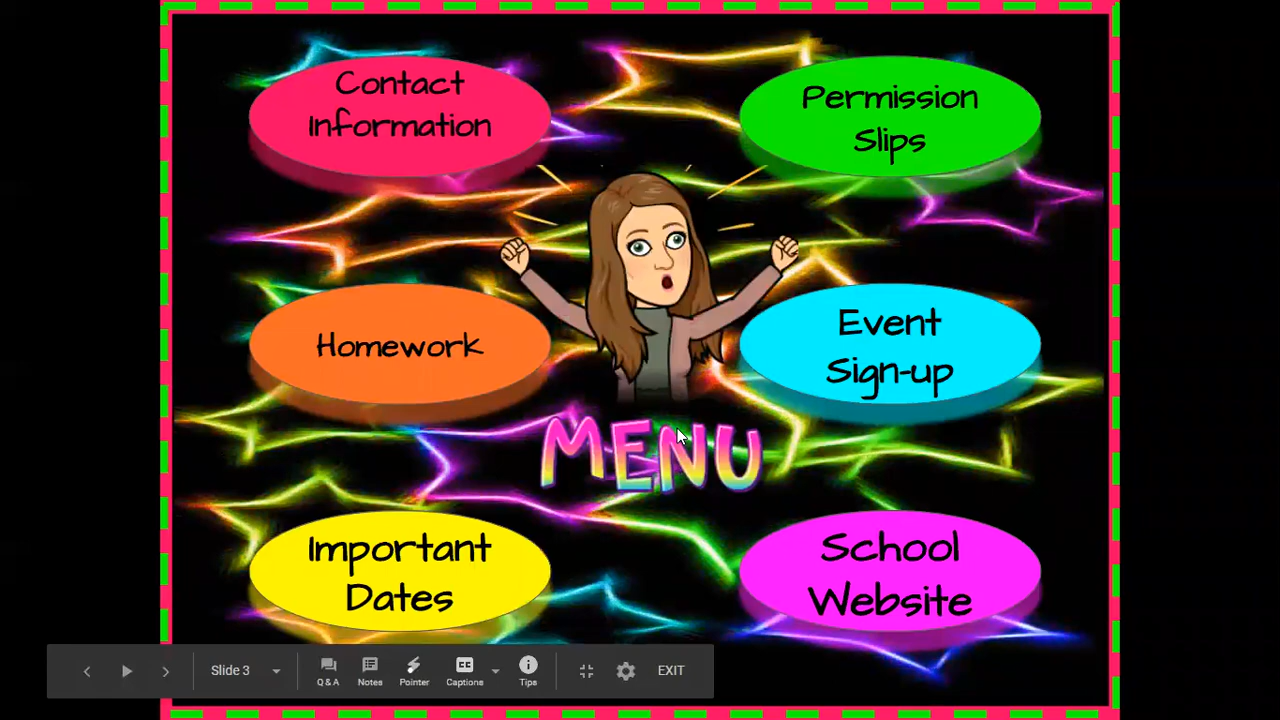 Contact
Information
Permission
Slips
Homework
Event
Sign-up
MENU
Important
Dates
School
Website
Slide 3
Q & A
Notes
Pointer
CC
Captions
Tips
EXIT